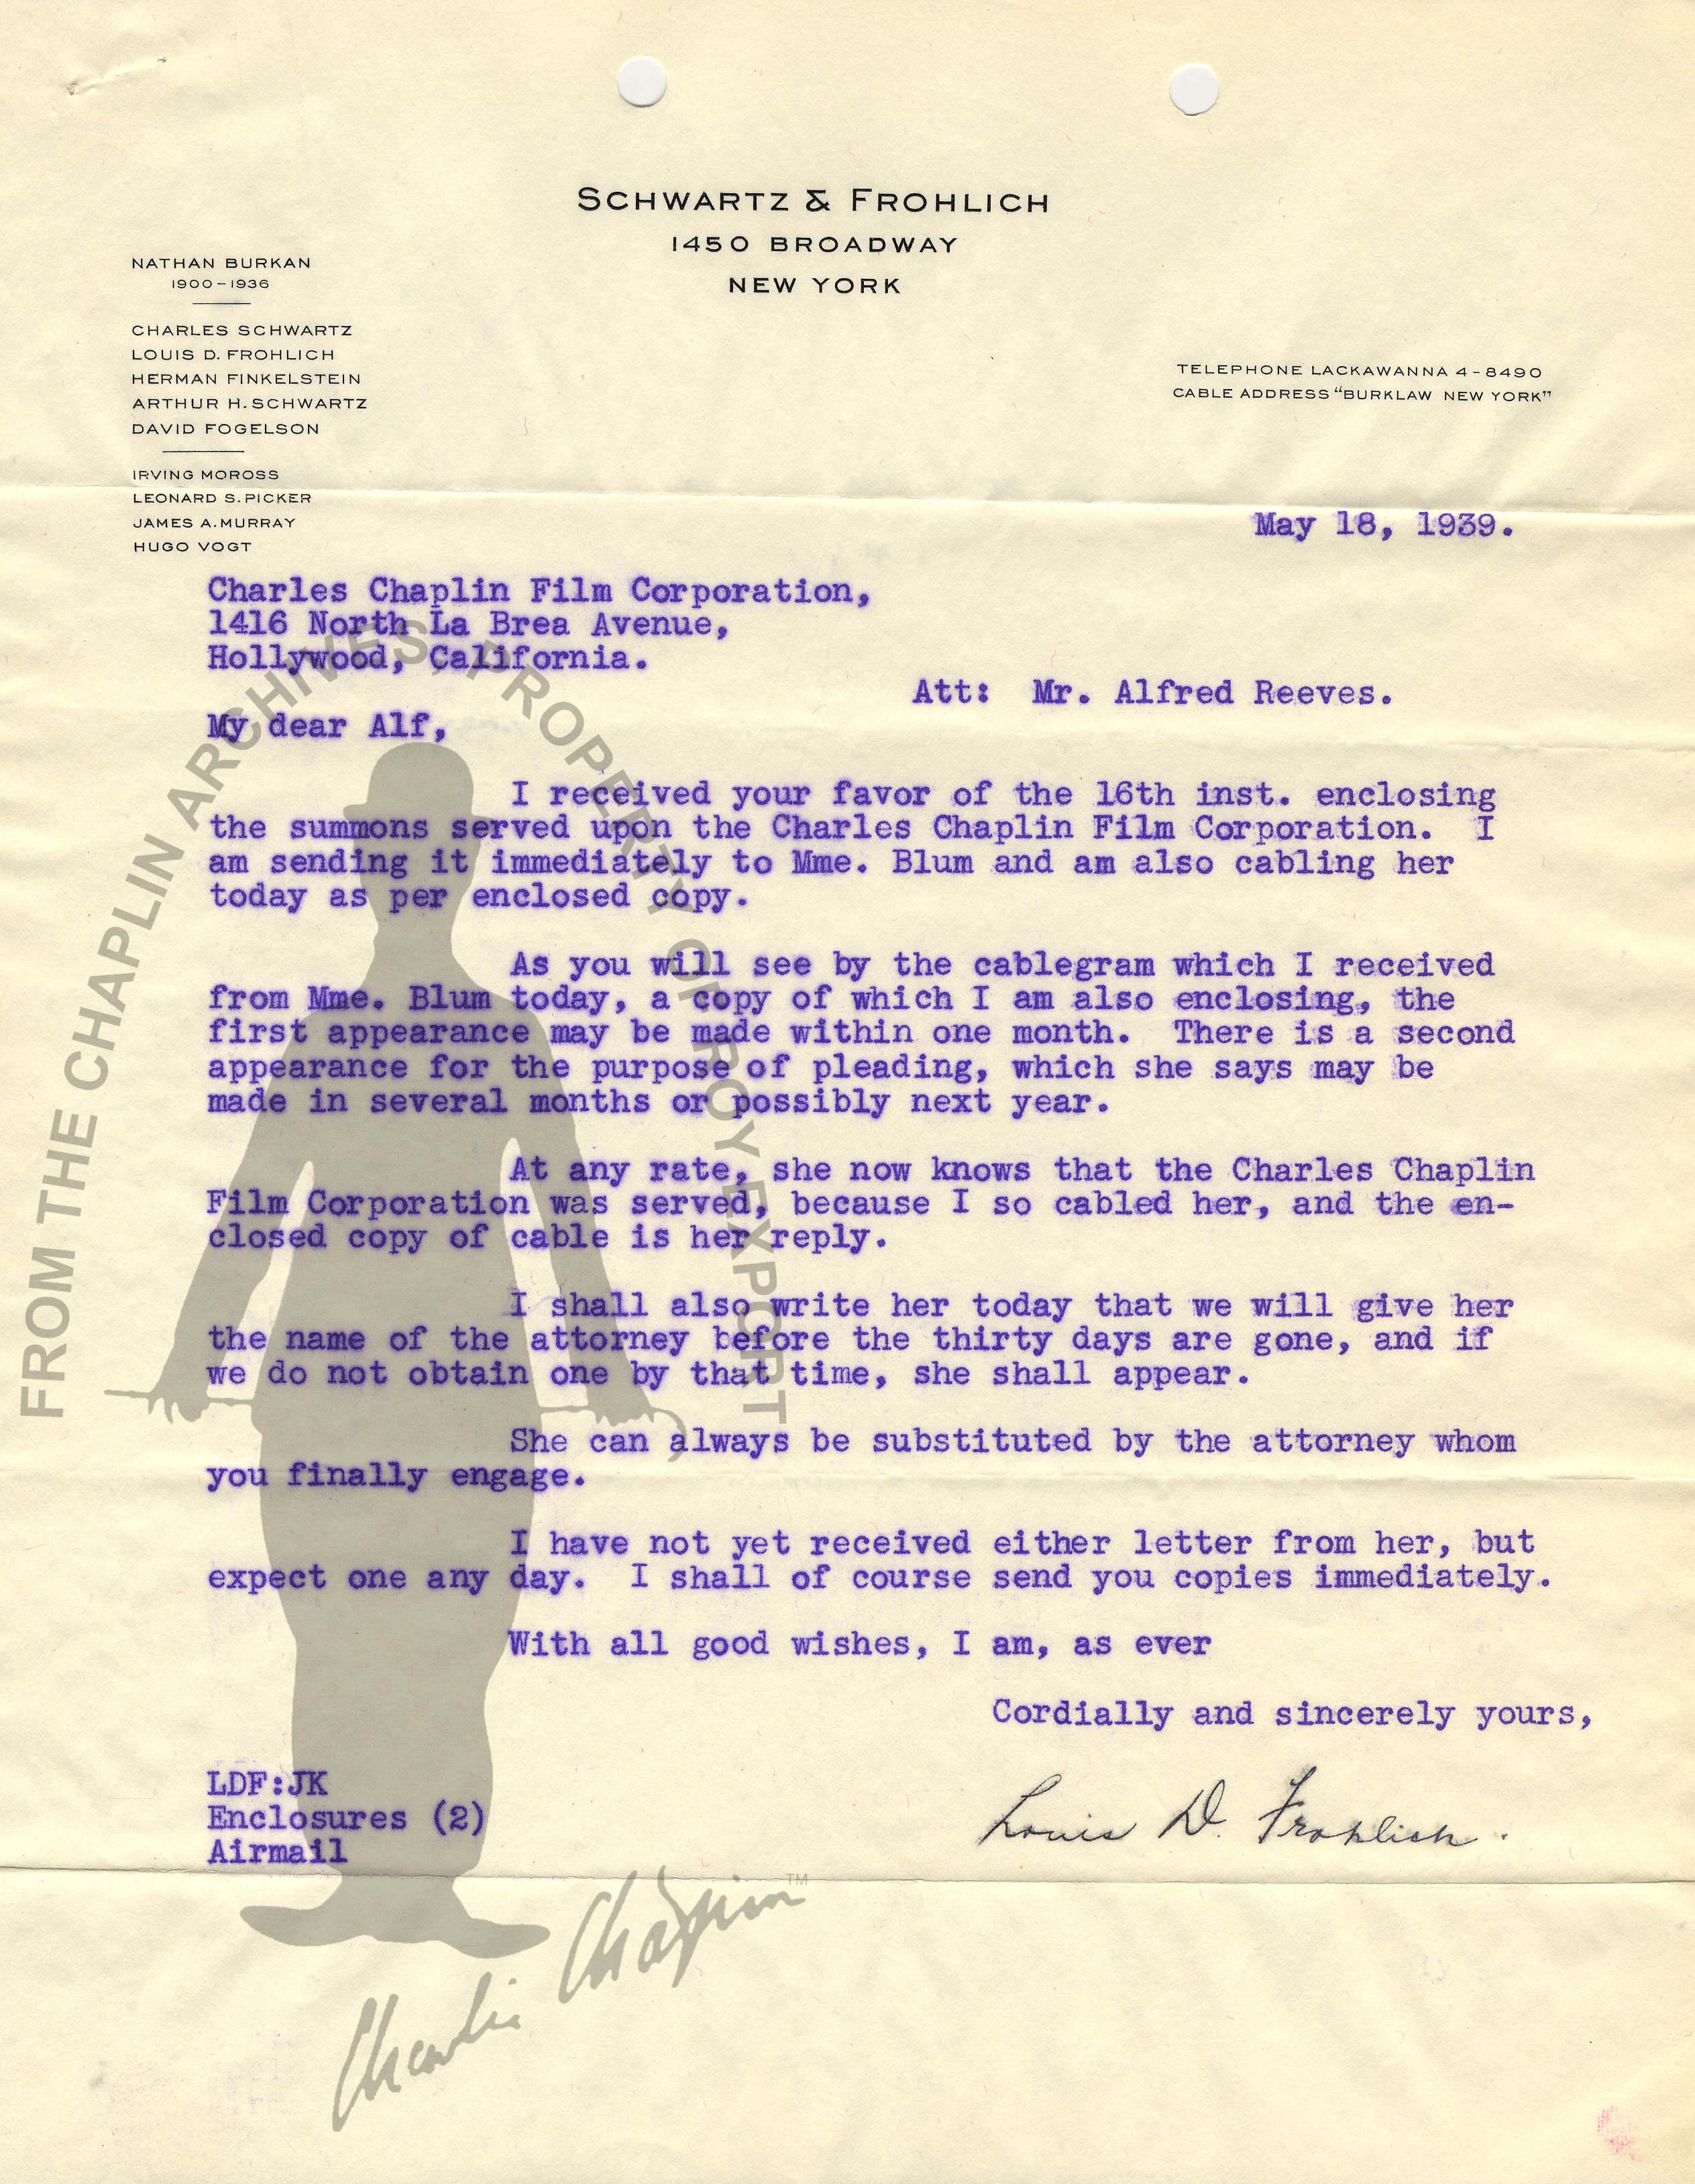 SCHWARTZ & FROHLICH
1450 BROADWAY
NEW YORK
NATHAN BURKAN
1900-1936
CHARLES SCHWARTZ
LOUIS D. FROHLICH
HERMAN FINKELSTEIN
ARTHUR H. SCHWARTZ
DAVID FOGELSON
IRVING MOROSS
LEONARD S. PICKER
JAMES A. MURRAY
HUGO VOGT
TELEPHONE LACKAWANNA 4-8490
CABLE ADDRESS "BURKLAW NEW YORK"
May 18, 1939.
Charles Chaplin Film Corporation,
1416 North La Brea Avenue,
Hollywood, California.
Att: Mr. Alfred Reeves.
My dear Alf,
I received your favor of the 16th inst. enclosing
the summons served upon the Charles Chaplin Film Corporation. I
am sending it immediately to Mme. Blum and am also cabling her
today as per enclosed copy.
As you will see by the cablegram which I received
from Mme. Blum today, a copy of which I am also enclosing, the
first appearance may be made within one month. There is a second
appearance for the purpose of pleading, which she says may be
made in several months or possibly next year.
At any rate, she now knows that the Charles Chaplin
Film Corporation was served, because I so cabled her, and the en-
closed copy of cable is her reply.
I shall also write her today that we will give her
the name of the attorney before the thirty days are gone, and if
we do not obtain one by that time, she shall appear.
She can always be substituted by the attorney whom
you finally engage.
I have not yet received either letter from her, but
expect one any day. I shall of course send you copies immediately.
With all good wishes, I am, as ever
Cordially and sincerely yours,
Louis D. Frohlich.
LDF:JK
Enclosures (2)
Airmail
FROM THE CHAPLIN ARCHIVES, PROPERTY OF ROY EXPORT
Charlie Chaplin™